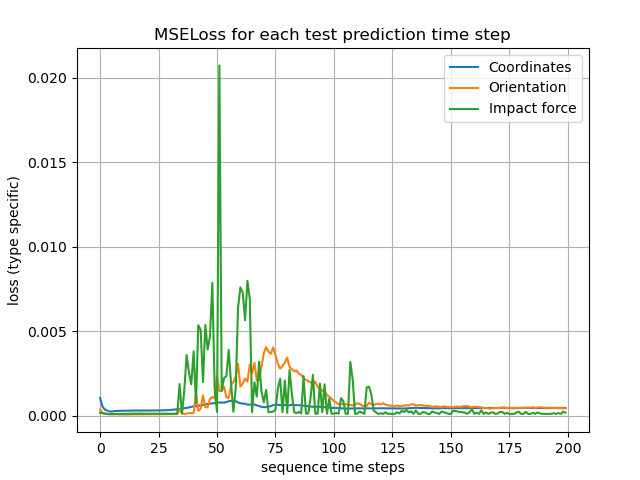 MSELoss for each test prediction time step
Coordinates
Orientation
Impact force
loss (type specific)
0.020
0.015
0.010
0.005
0.000
0 25 50 75 100 125 150 175 200
sequence time steps